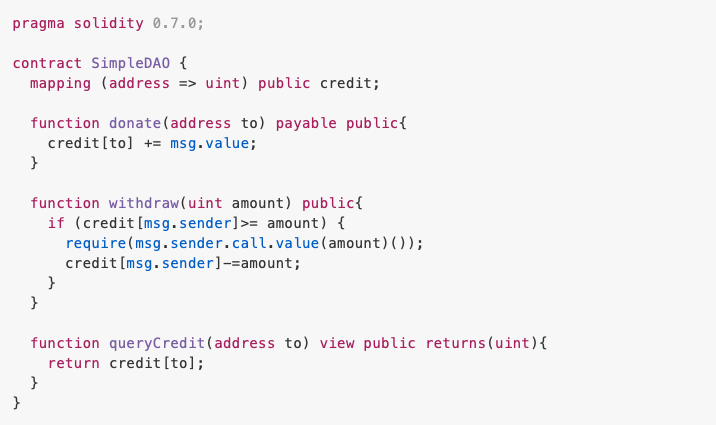 pragma solidity 0.7.0;
contract SimpleDAO {
mapping (address => uint) public credit;
function donate(address to) payable public{
credit[to] += msg.value;
}
function withdraw(uint amount) public{
if (credit[msg.sender]>= amount) {
require(msg.sender.call.value(amount)());
credit[msg.sender]-=amount;
}
}
function queryCredit(address to) view public returns(uint){
return credit[to];
}
}